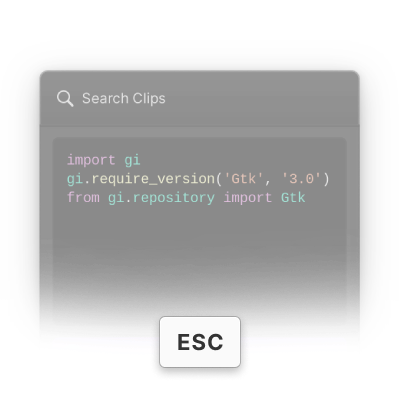 Search Clips
import gi
gi.require_version('Gtk', '3.0')
from gi.repository import Gtk
ESC